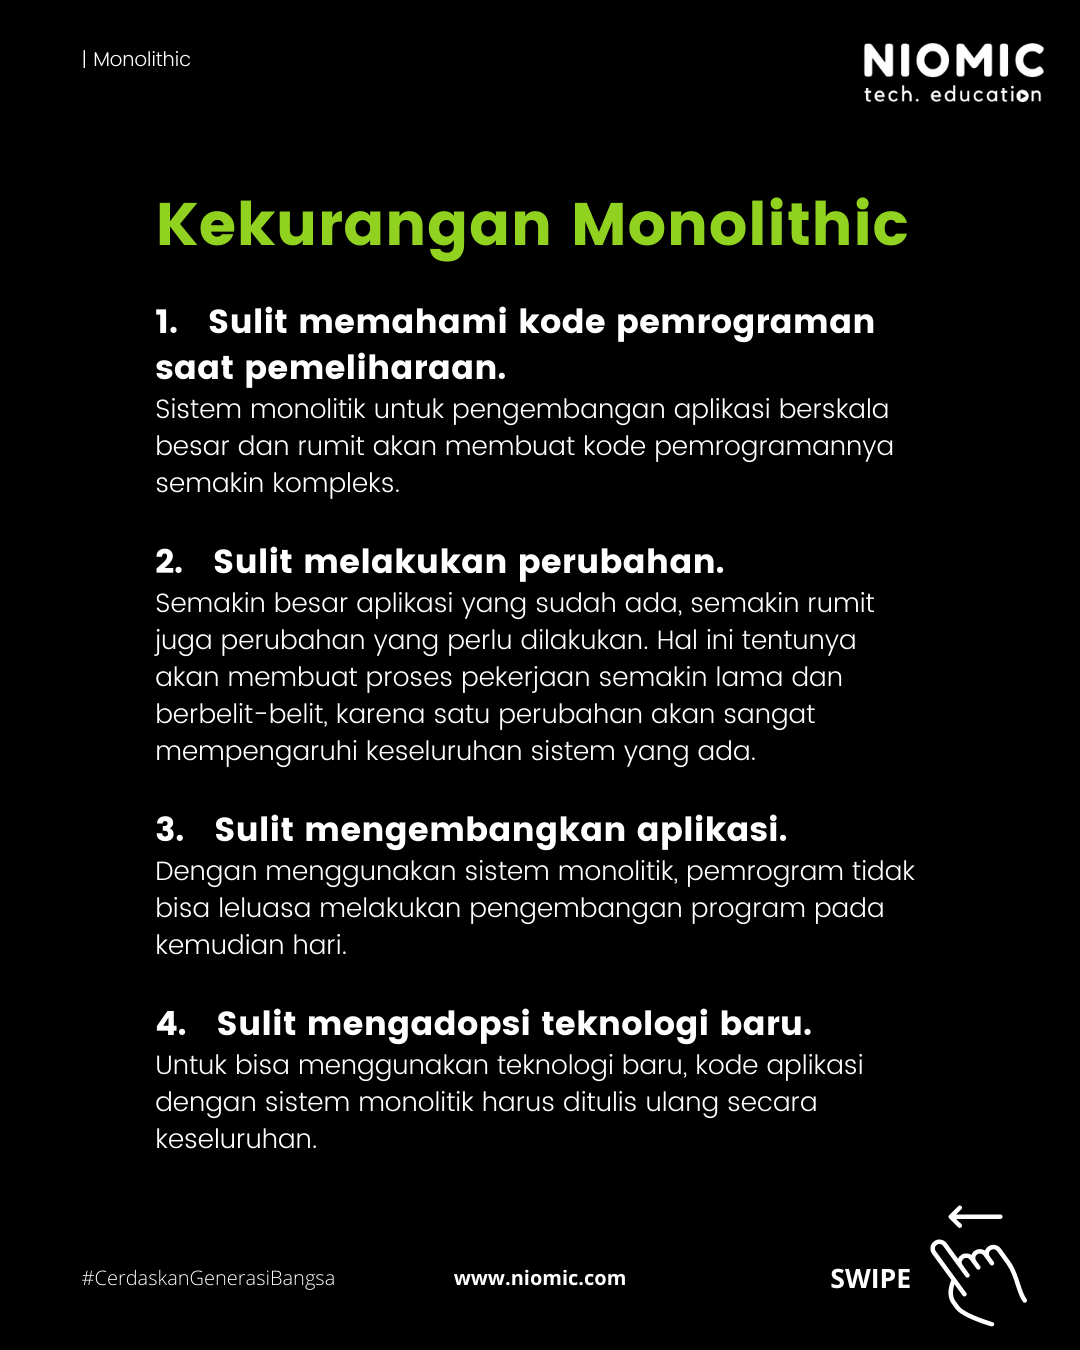 | Monolithic
NIOMIC
tech. education
Kekurangan Monolithic
1. Sulit memahami kode pemrograman
saat pemeliharaan.
Sistem monolitik untuk pengembangan aplikasi berskala
besar dan rumit akan membuat kode pemrogramannya
semakin kompleks.
2. Sulit melakukan perubahan.
Semakin besar aplikasi yang sudah ada, semakin rumit
juga perubahan yang perlu dilakukan. Hal ini tentunya
akan membuat proses pekerjaan semakin lama dan
berbelit-belit, karena satu perubahan akan sangat
mempengaruhi keseluruhan sistem yang ada.
3. Sulit mengembangkan aplikasi.
Dengan menggunakan sistem monolitik, pemrogram tidak
bisa leluasa melakukan pengembangan program pada
kemudian hari.
4. Sulit mengadopsi teknologi baru.
Untuk bisa menggunakan teknologi baru, kode aplikasi
dengan sistem monolitik harus ditulis ulang secara
keseluruhan.
#CerdaskanGenerasiBangsa
www.niomic.com
SWIPE